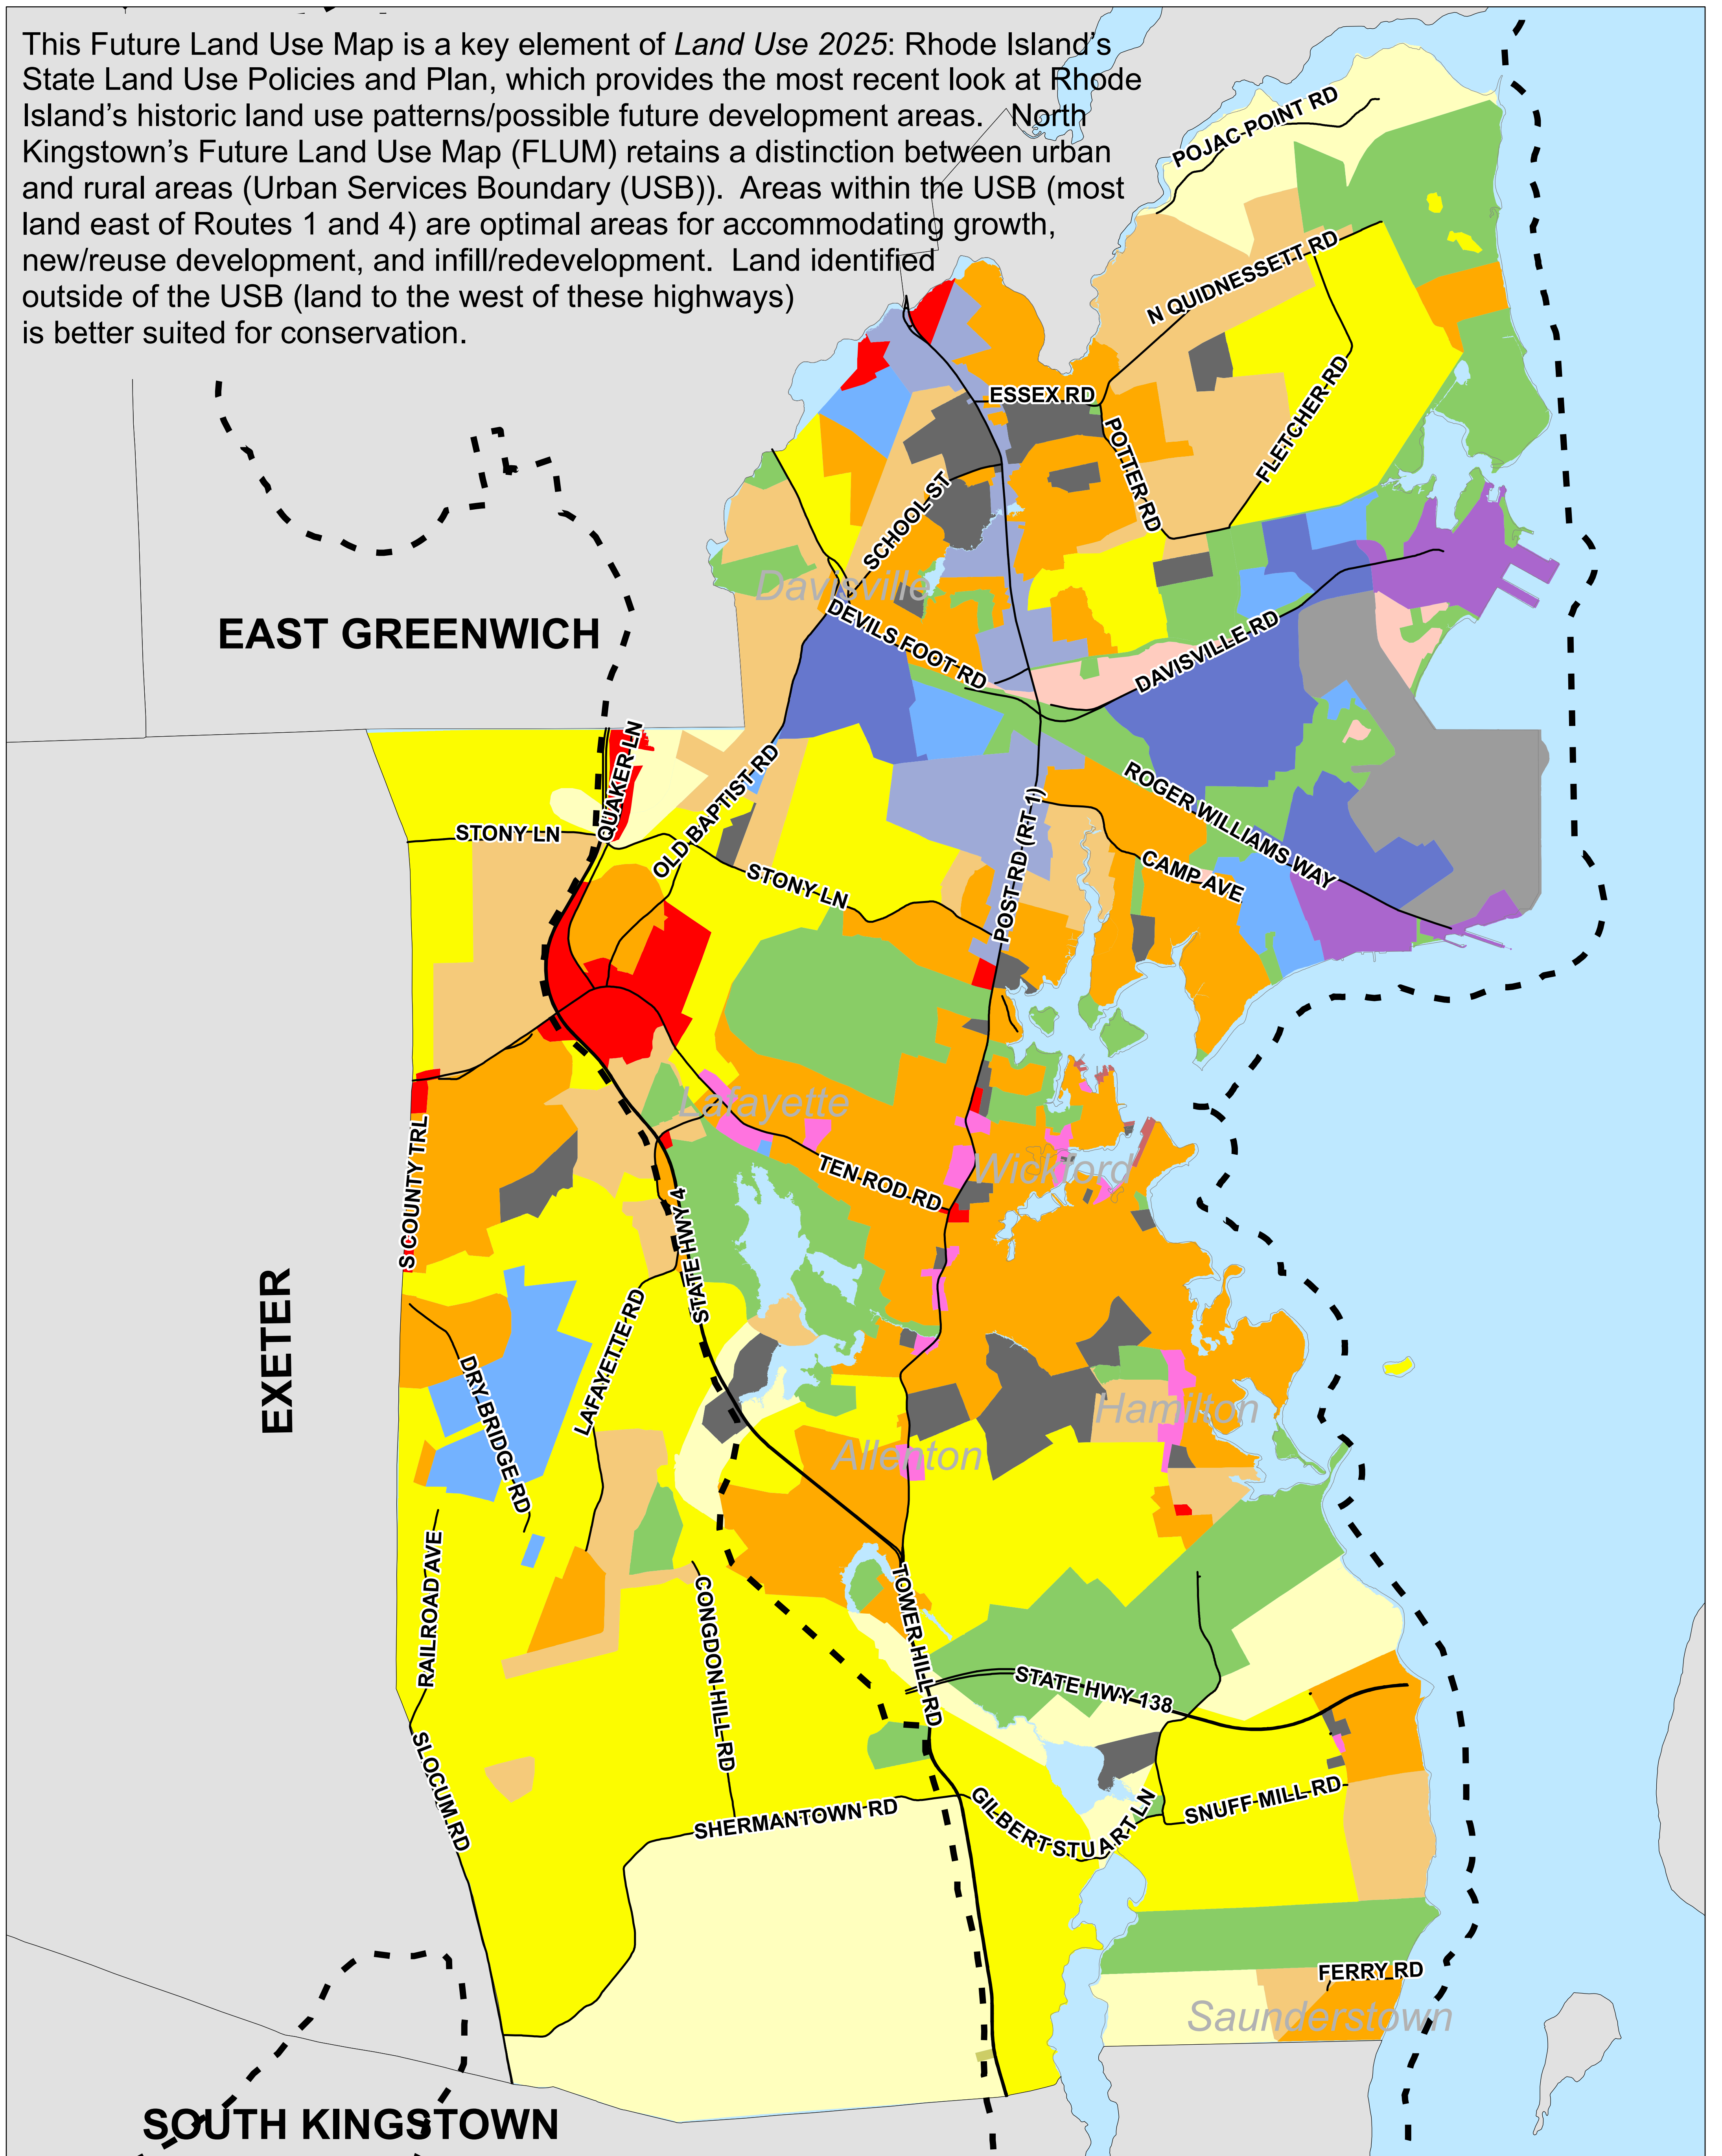 This Future Land Use Map is a key element of Land Use 2025: Rhode Island's
State Land Use Policies and Plan, which provides the most recent look at Rhode
Island's historic land use patterns/possible future development areas.   North
Kingstown's Future Land Use Map (FLUM) retains a distinction between urban
and rural areas (Urban Services Boundary (USB)).  Areas within the USB (most
land east of Routes 1 and 4) are optimal areas for accommodating growth,
new/reuse development, and infill/redevelopment.  Land identified
outside of the USB (land to the west of these highways)
is better suited for conservation.
POJAC POINT RD
N QUIDNESSETT RD
ESSEX RD
FLETCHER RD
POTTER RD
SCHOOL ST
Davisville
DEVILS FOOT RD
EAST GREENWICH
DAVISVILLE RD
QUAKER LN
OLD BAPTIST RD
ROGER WILLIAMS WAY
STONY LN
STONY LN
POST RD (RT 1)
CAMP AVE
Lafayette
S COUNTY TRL
TEN ROD RD
Wickford
STATE HWY 4
EXETER
LAFAYETTE RD
DRY BRIDGE RD
Hamilton
Allenton
RAILROAD AVE
CONGDON HILL RD
TOWER HILL RD
STATE HWY 138
SLOCUM RD
SHERMANTOWN RD
GILBERT STUART LN
SNUFF MILL RD
FERRY RD
Saunderstown
SOUTH KINGSTOWN